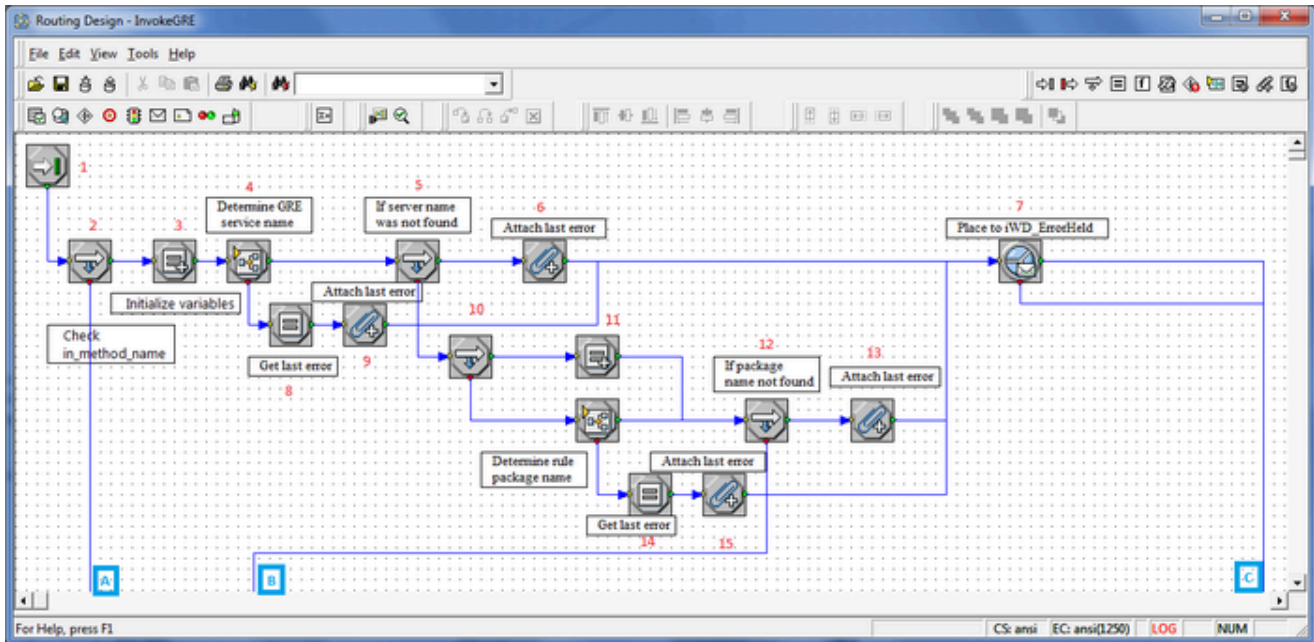 Routing Design - InvokeGRE
File Edit View Tools Help
1
4
Determine GRE
service name
5
If server name
was not found
6
Attach last error
7
Place to iWD_ErrorHeld
2
3
Initialize variables
Attach last error
Check
in_method_name
Get last error
8
9
10
11
12
If package
name not found
13.
Attach last error
Determine rule
package name
Attach last error
Get last error
14
15.
A
B
C
For Help, press F1
CS: ansi
EC: ansi(1250)
LOG
NUM